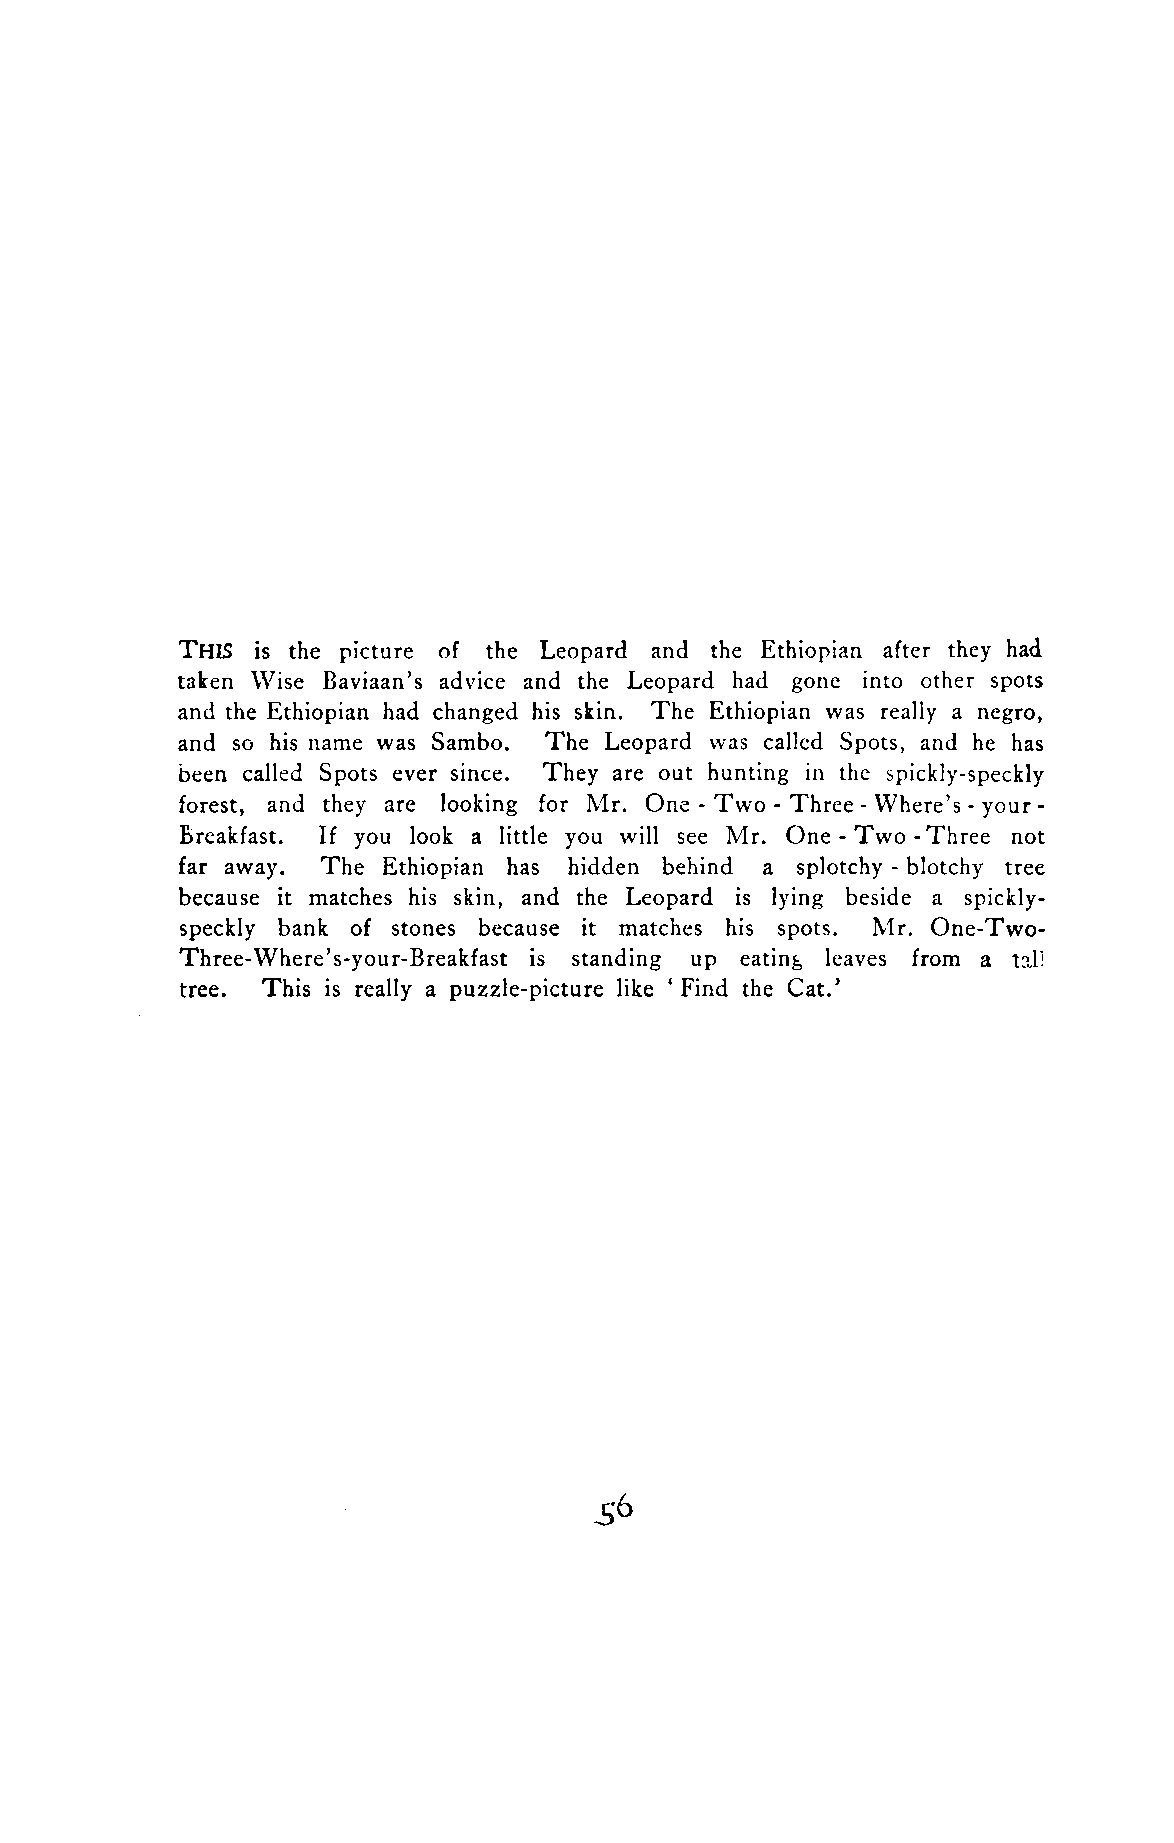 THIS is the picture of the Leopard and the Ethiopian after they had
taken Wise Baviaan's advice and the Leopard had gone into other spots
and the Ethiopian had changed his skin. The Ethiopian was really a negro,
and so his name was Sambo. The Leopard was called Spots, and he has
been called Spots ever since. They are out hunting in the spickly-speckly
forest, and they are looking for Mr. One - Two - Three - Where's - your -
Breakfast. If you look a little you will see Mr. One - Two - Three not
far away. The Ethiopian has hidden behind a splotchy - blotchy tree
because it matches his skin, and the Leopard is lying beside a spickly-
speckly bank of stones because it matches his spots. Mr. One-Two-
Three-Where's-your-Breakfast is standing up eating leaves from a tall
tree. This is really a puzzle-picture like ‘ Find the Cat.’
56